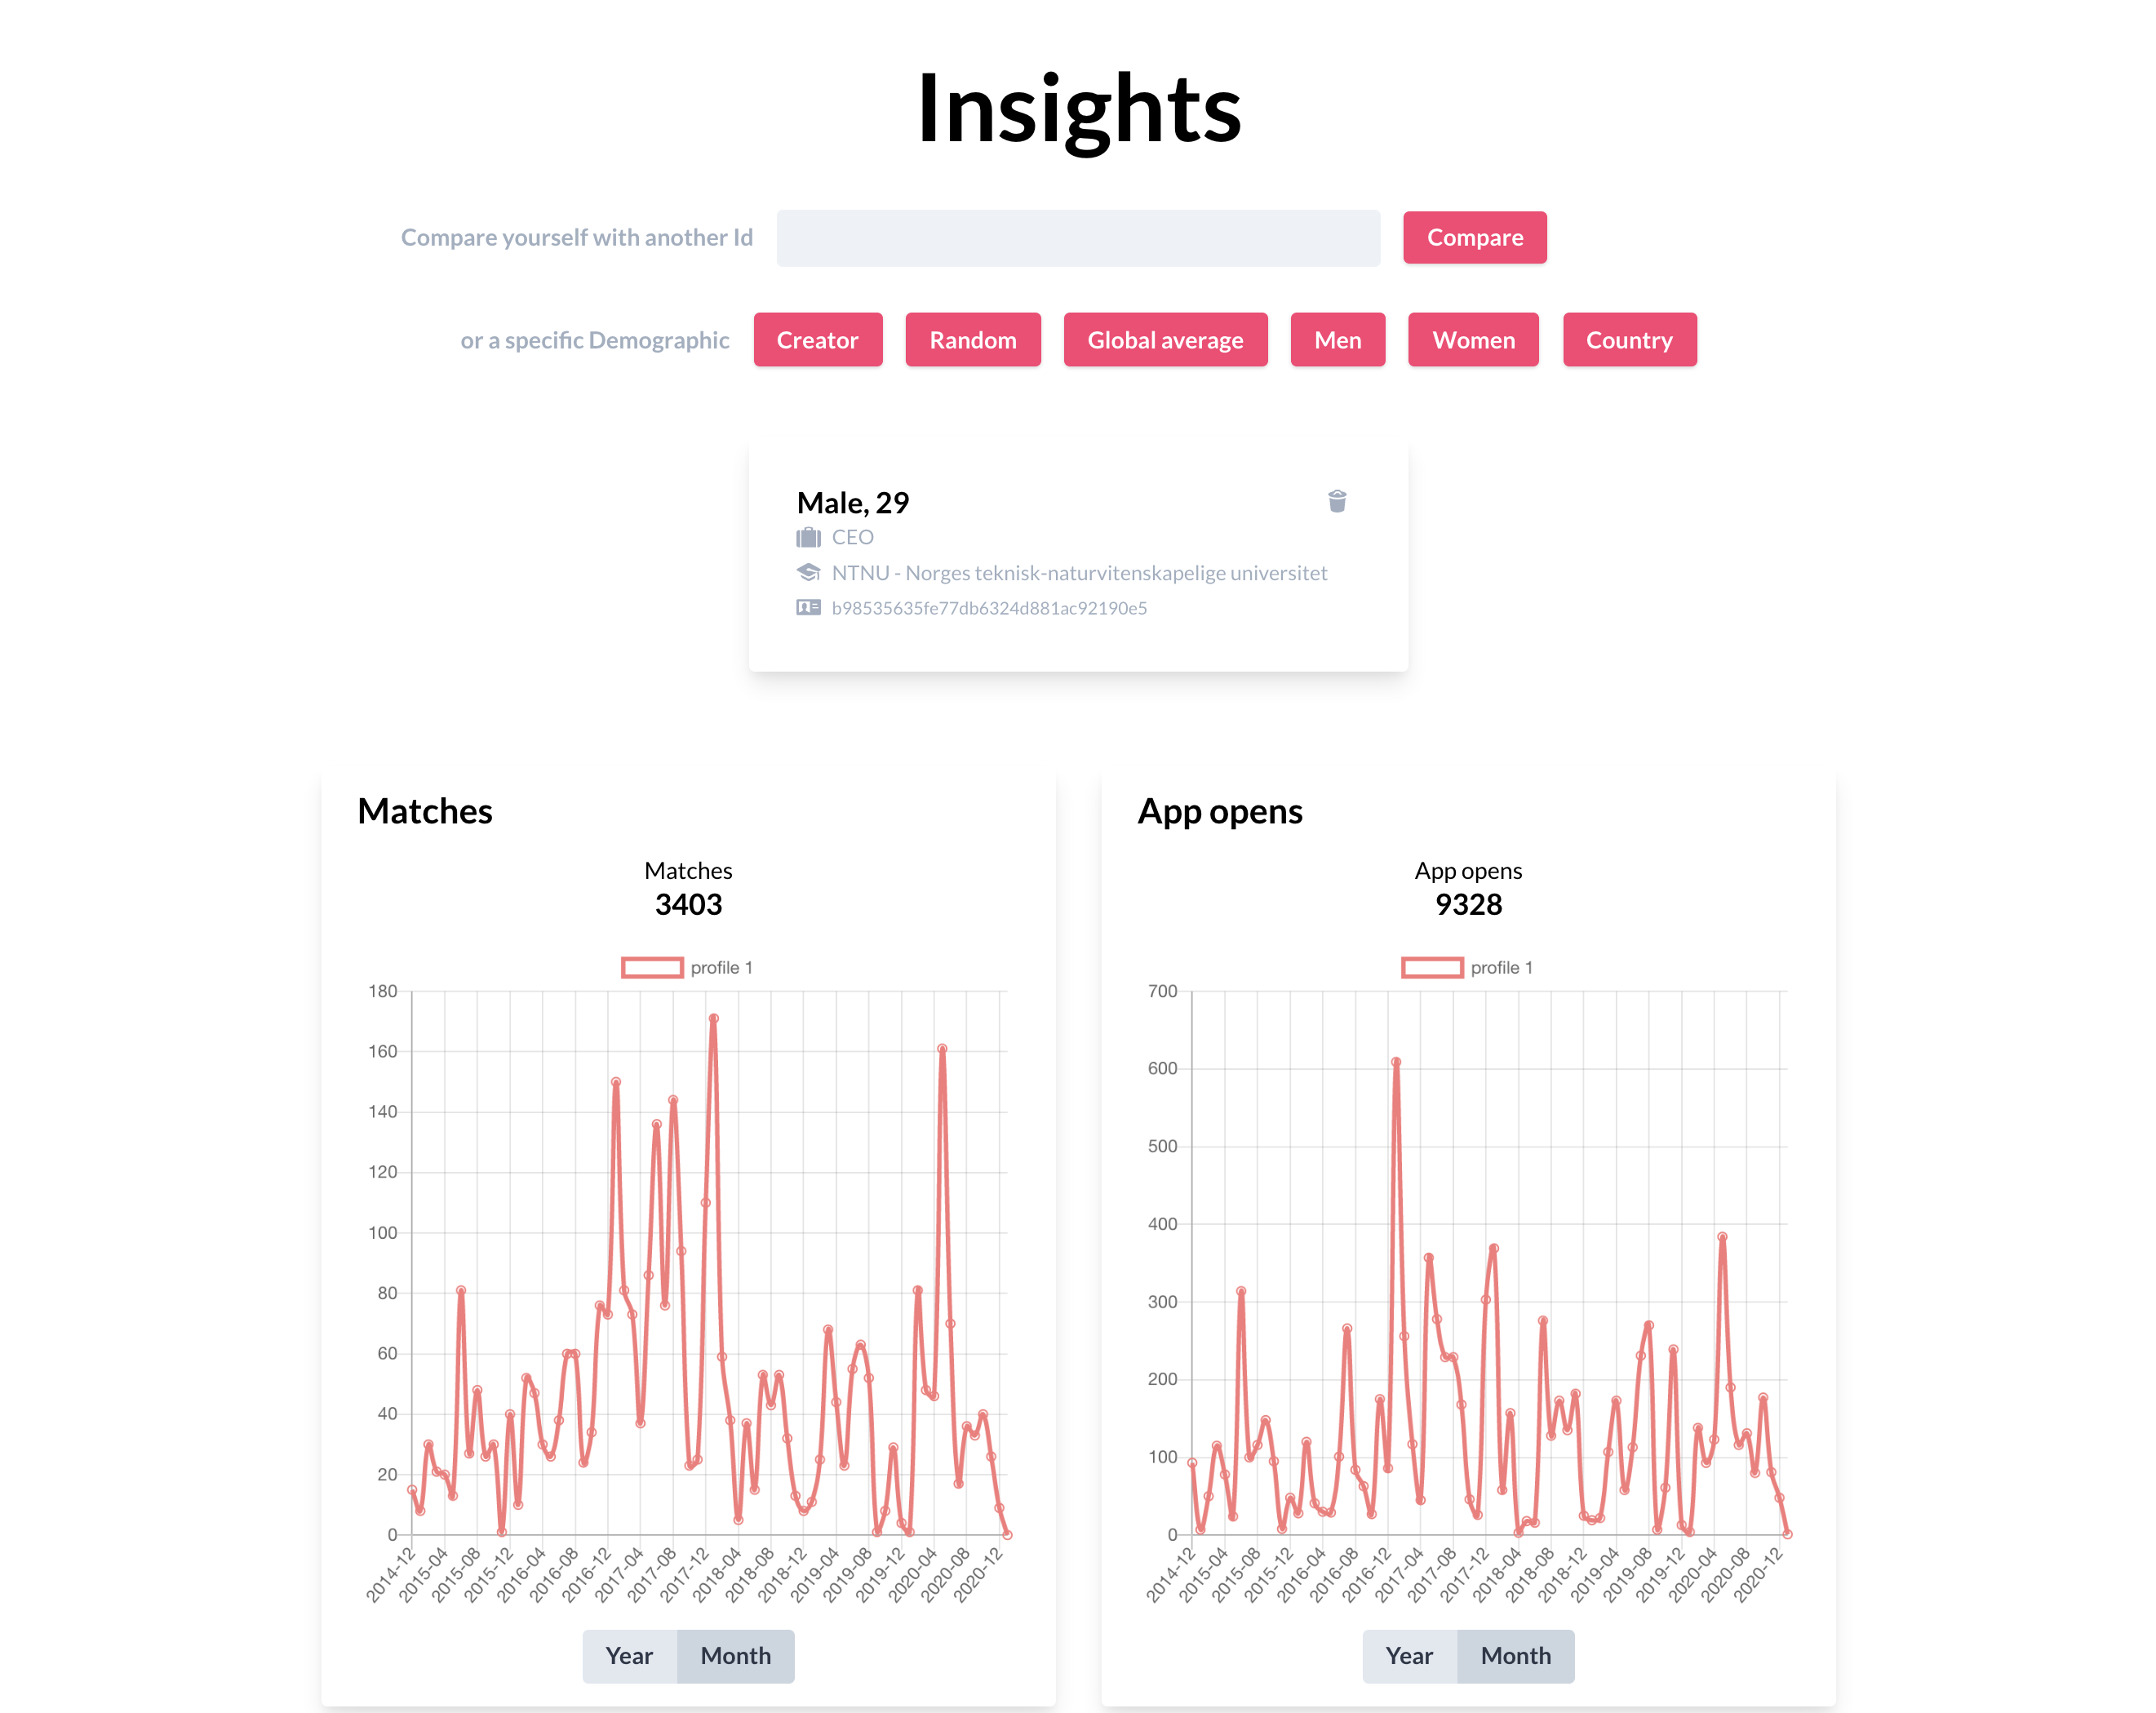 Insights
Compare yourself with another Id
Compare
or a specific Demographic
Creator
Random
Global average
Men
Women
Country
Male, 29
CEO
NTNU - Norges teknisk-naturvitenskapelige universitet
b98535635fe77db6324d881ac92190e5
Matches
Matches
3403
profile 1
180
160
140
120
100
80
60
40
20
0
2014-12
2015-04
2015-08
2015-12
2016-04
2016-08
2016-12
2017-04
2017-08
2017-12
2018-04
2018-08
2018-12
2019-04
2019-08
2019-12
2020-04
2020-08
2020-12
Year
Month
App opens
App opens
9328
profile 1
700
600
500
400
300
200
100
0
2014-12
2015-04
2015-08
2015-12
2016-04
2016-08
2016-12
2017-04
2017-08
2017-12
2018-04
2018-08
2018-12
2019-04
2019-08
2019-12
2020-04
2020-08
2020-12
Year
Month